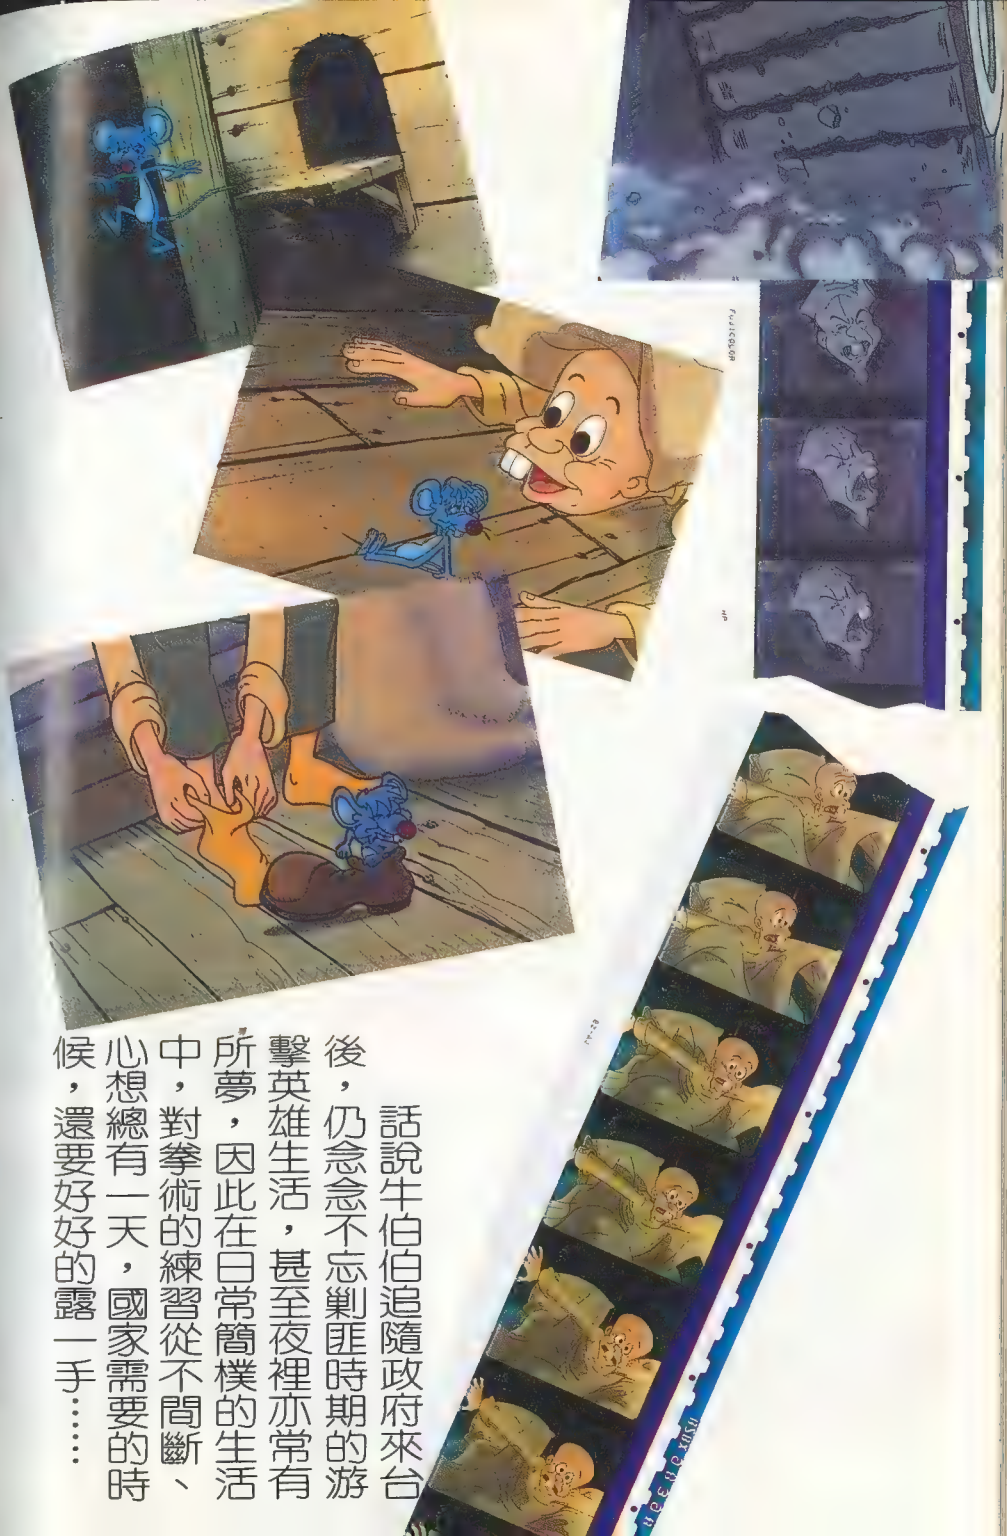 話說牛伯伯追隨政府來台
後，仍念念不忘剿匪時期的游
擊英雄生活，甚至夜裡亦常有
所夢，因此在日常簡樸的生活
中，對拳術的練習從不間斷、
心想總有一天，國家需要的時
候，還要好好的露一手……
FUJICOLOR